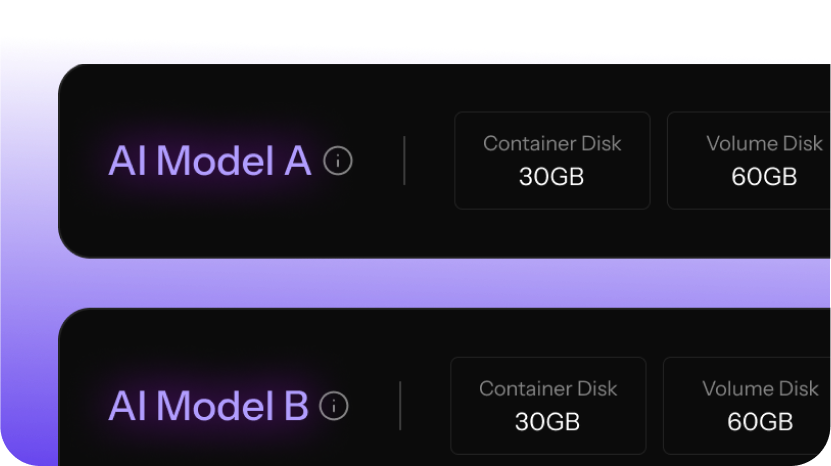 AI Model A
Container Disk
30GB
Volume Disk
60GB
AI Model B
Container Disk
30GB
Volume Disk
60GB